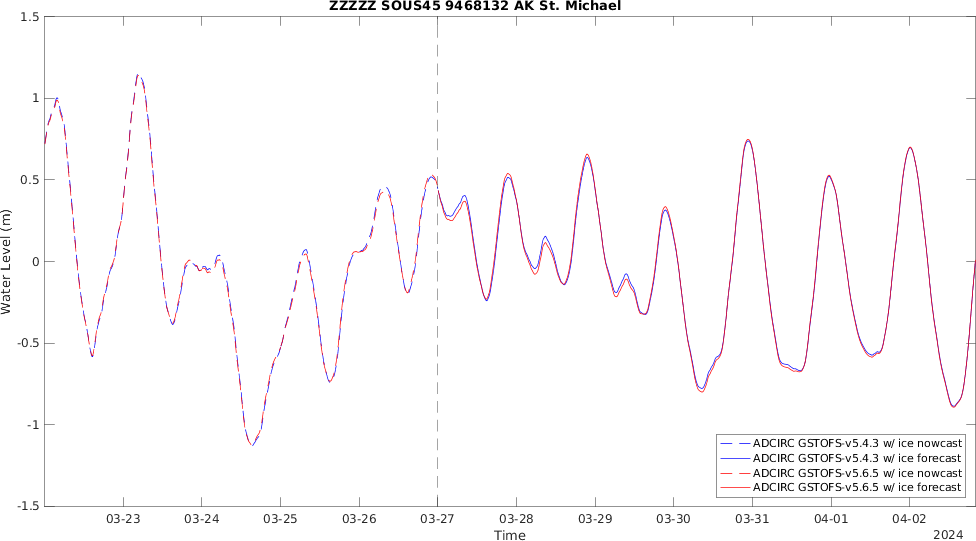 ZZZZZ SOUS45 9468132 AK St. Michael
1.5
1
0.5
0
-0.5
-1
-1.5
Water Level (m)
03-23 03-24 03-25 03-26 03-27 03-28 03-29 03-30 03-31 04-01 04-02
Time
2024
ADCIRC GSTOFS-v5.4.3 w/ ice nowcast
ADCIRC GSTOFS-v5.4.3 w/ ice forecast
ADCIRC GSTOFS-v5.6.5 w/ ice nowcast
ADCIRC GSTOFS-v5.6.5 w/ ice forecast